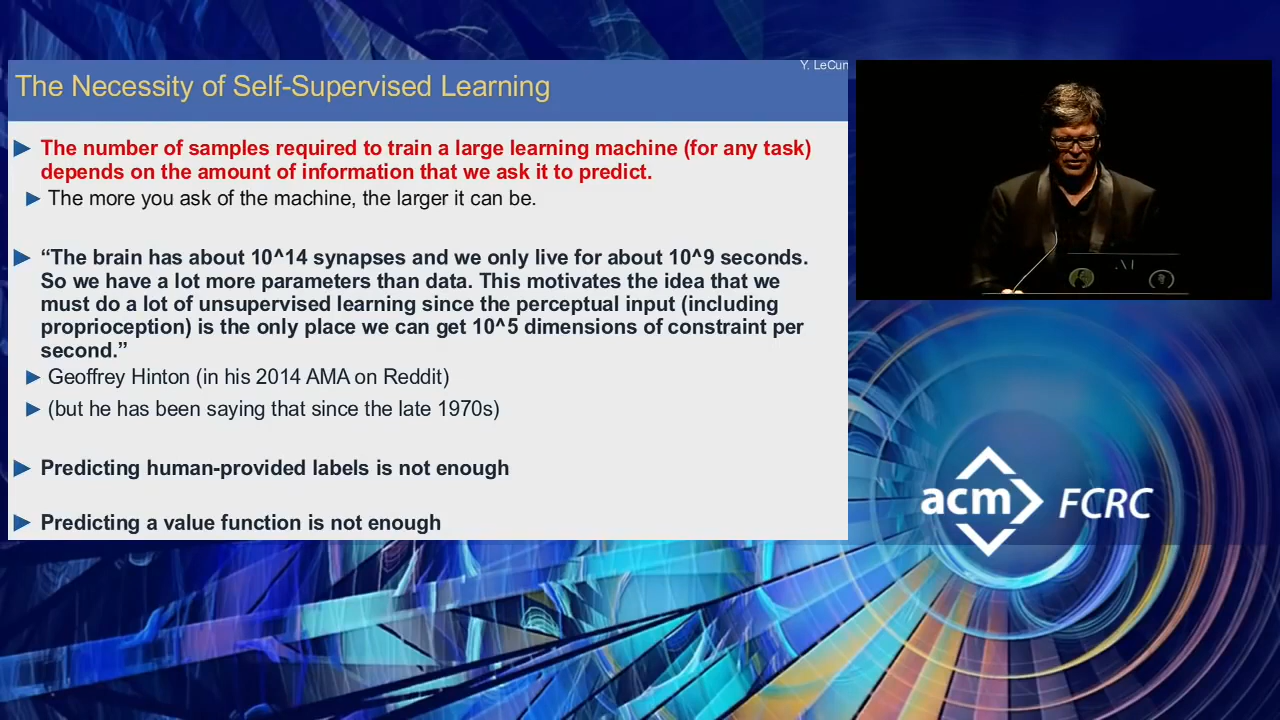 Y. LeCun
The Necessity of Self-Supervised Learning
The number of samples required to train a large learning machine (for any task)
depends on the amount of information that we ask it to predict.
The more you ask of the machine, the larger it can be.
“The brain has about 10^14 synapses and we only live for about 10^9 seconds.
So we have a lot more parameters than data. This motivates the idea that we
must do a lot of unsupervised learning since the perceptual input (including
proprioception) is the only place we can get 10^5 dimensions of constraint per
second.”
Geoffrey Hinton (in his 2014 AMA on Reddit)
(but he has been saying that since the late 1970s)
Predicting human-provided labels is not enough
Predicting a value function is not enough
acm FCRC